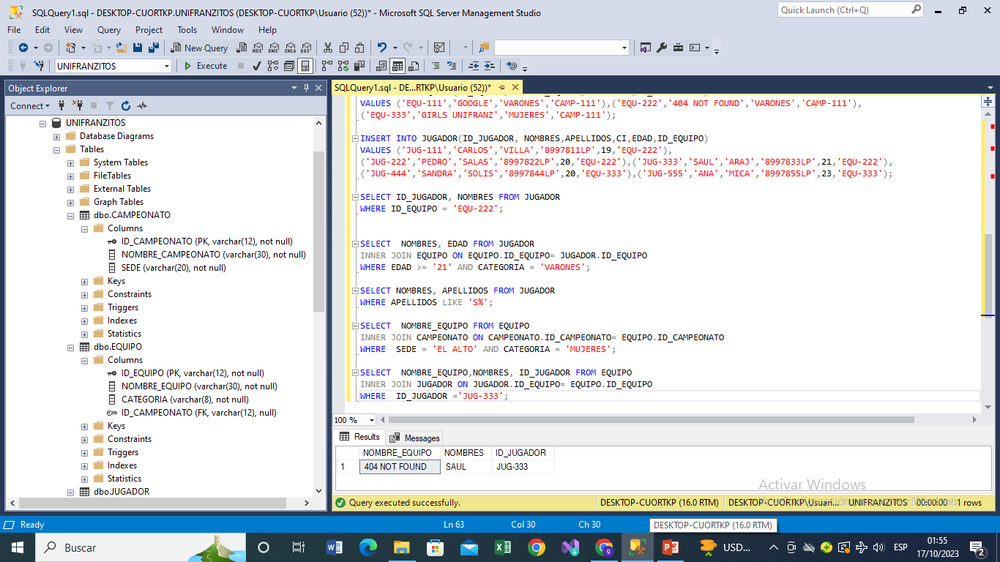 SQLQuery1.sql - DESKTOP-CUORTKP.UNIFRANZITOS (DESKTOP-CUORTKP\Usuario (52))* - Microsoft SQL Server Management Studio
Quick Launch (Ctrl+Q)
File Edit View Query Project Tools Window Help
New Query MDX DMX XMLA DAX
UNIFRANZITOS Execute
Object Explorer
Connect
UNIFRANZITOS
Database Diagrams
Tables
System Tables
FileTables
External Tables
Graph Tables
dbo.CAMPEONATO
Columns
ID_CAMPEONATO (PK, varchar(12), not null)
NOMBRE_CAMPEONATO (varchar(30), not null)
SEDE (varchar(20), not null)
Keys
Constraints
Triggers
Indexes
Statistics
dbo.EQUIPO
Columns
ID_EQUIPO (PK, varchar(12), not null)
NOMBRE_EQUIPO (varchar(30), not null)
CATEGORIA (varchar(8), not null)
ID_CAMPEONATO (FK, varchar(12), null)
Keys
Constraints
Triggers
Indexes
Statistics
dbo.JUGADOR
SQLQuery1.sql - DE...RTKP\Usuario (52))*
VALUES ('EQU-111','GOOGLE','VARONES','CAMP-111'),('EQU-222','404 NOT FOUND','VARONES','CAMP-111'),
('EQU-333','GIRLS UNIFRANZ','MUJERES','CAMP-111');
INSERT INTO JUGADOR(ID_JUGADOR, NOMBRES,APELLIDOS,CI,EDAD,ID_EQUIPO)
VALUES ('JUG-111','CARLOS','VILLA','8997811LP',19,'EQU-222'),
('JUG-222','PEDRO','SALAS','8997822LP',20,'EQU-222'),('JUG-333','SAUL','ARAJ','8997833LP',21,'EQU-222'),
('JUG-444','SANDRA','SOLIS','8997844LP',20,'EQU-333'),('JUG-555','ANA','MICA','8997855LP',23,'EQU-333');
SELECT ID_JUGADOR, NOMBRES FROM JUGADOR
WHERE ID_EQUIPO = 'EQU-222';
SELECT  NOMBRES, EDAD FROM JUGADOR
INNER JOIN EQUIPO ON EQUIPO.ID_EQUIPO= JUGADOR.ID_EQUIPO
WHERE EDAD >= '21' AND CATEGORIA = 'VARONES';
SELECT NOMBRES, APELLIDOS FROM JUGADOR
WHERE APELLIDOS LIKE 'S%';
SELECT  NOMBRE_EQUIPO FROM EQUIPO
INNER JOIN CAMPEONATO ON CAMPEONATO.ID_CAMPEONATO= EQUIPO.ID_CAMPEONATO
WHERE  SEDE = 'EL ALTO' AND CATEGORIA = 'MUJERES';
SELECT  NOMBRE_EQUIPO,NOMBRES, ID_JUGADOR FROM EQUIPO
INNER JOIN JUGADOR ON JUGADOR.ID_EQUIPO= EQUIPO.ID_EQUIPO
WHERE  ID_JUGADOR ='JUG-333';
100 %
Results Messages
NOMBRE_EQUIPO NOMBRES ID_JUGADOR
1 404 NOT FOUND SAUL JUG-333
Activar Windows
Query executed successfully. DESKTOP-CUORTKP (16.0 RTM) DESKTOP-CUORTKP\Usuari... UNIFRANZITOS 00:00:00 1 rows
Ready Ln 63 Col 30 Ch 30
DESKTOP-CUORTKP (16.0 RTM)
Buscar USD... ESP 01:55
17/10/2023
2